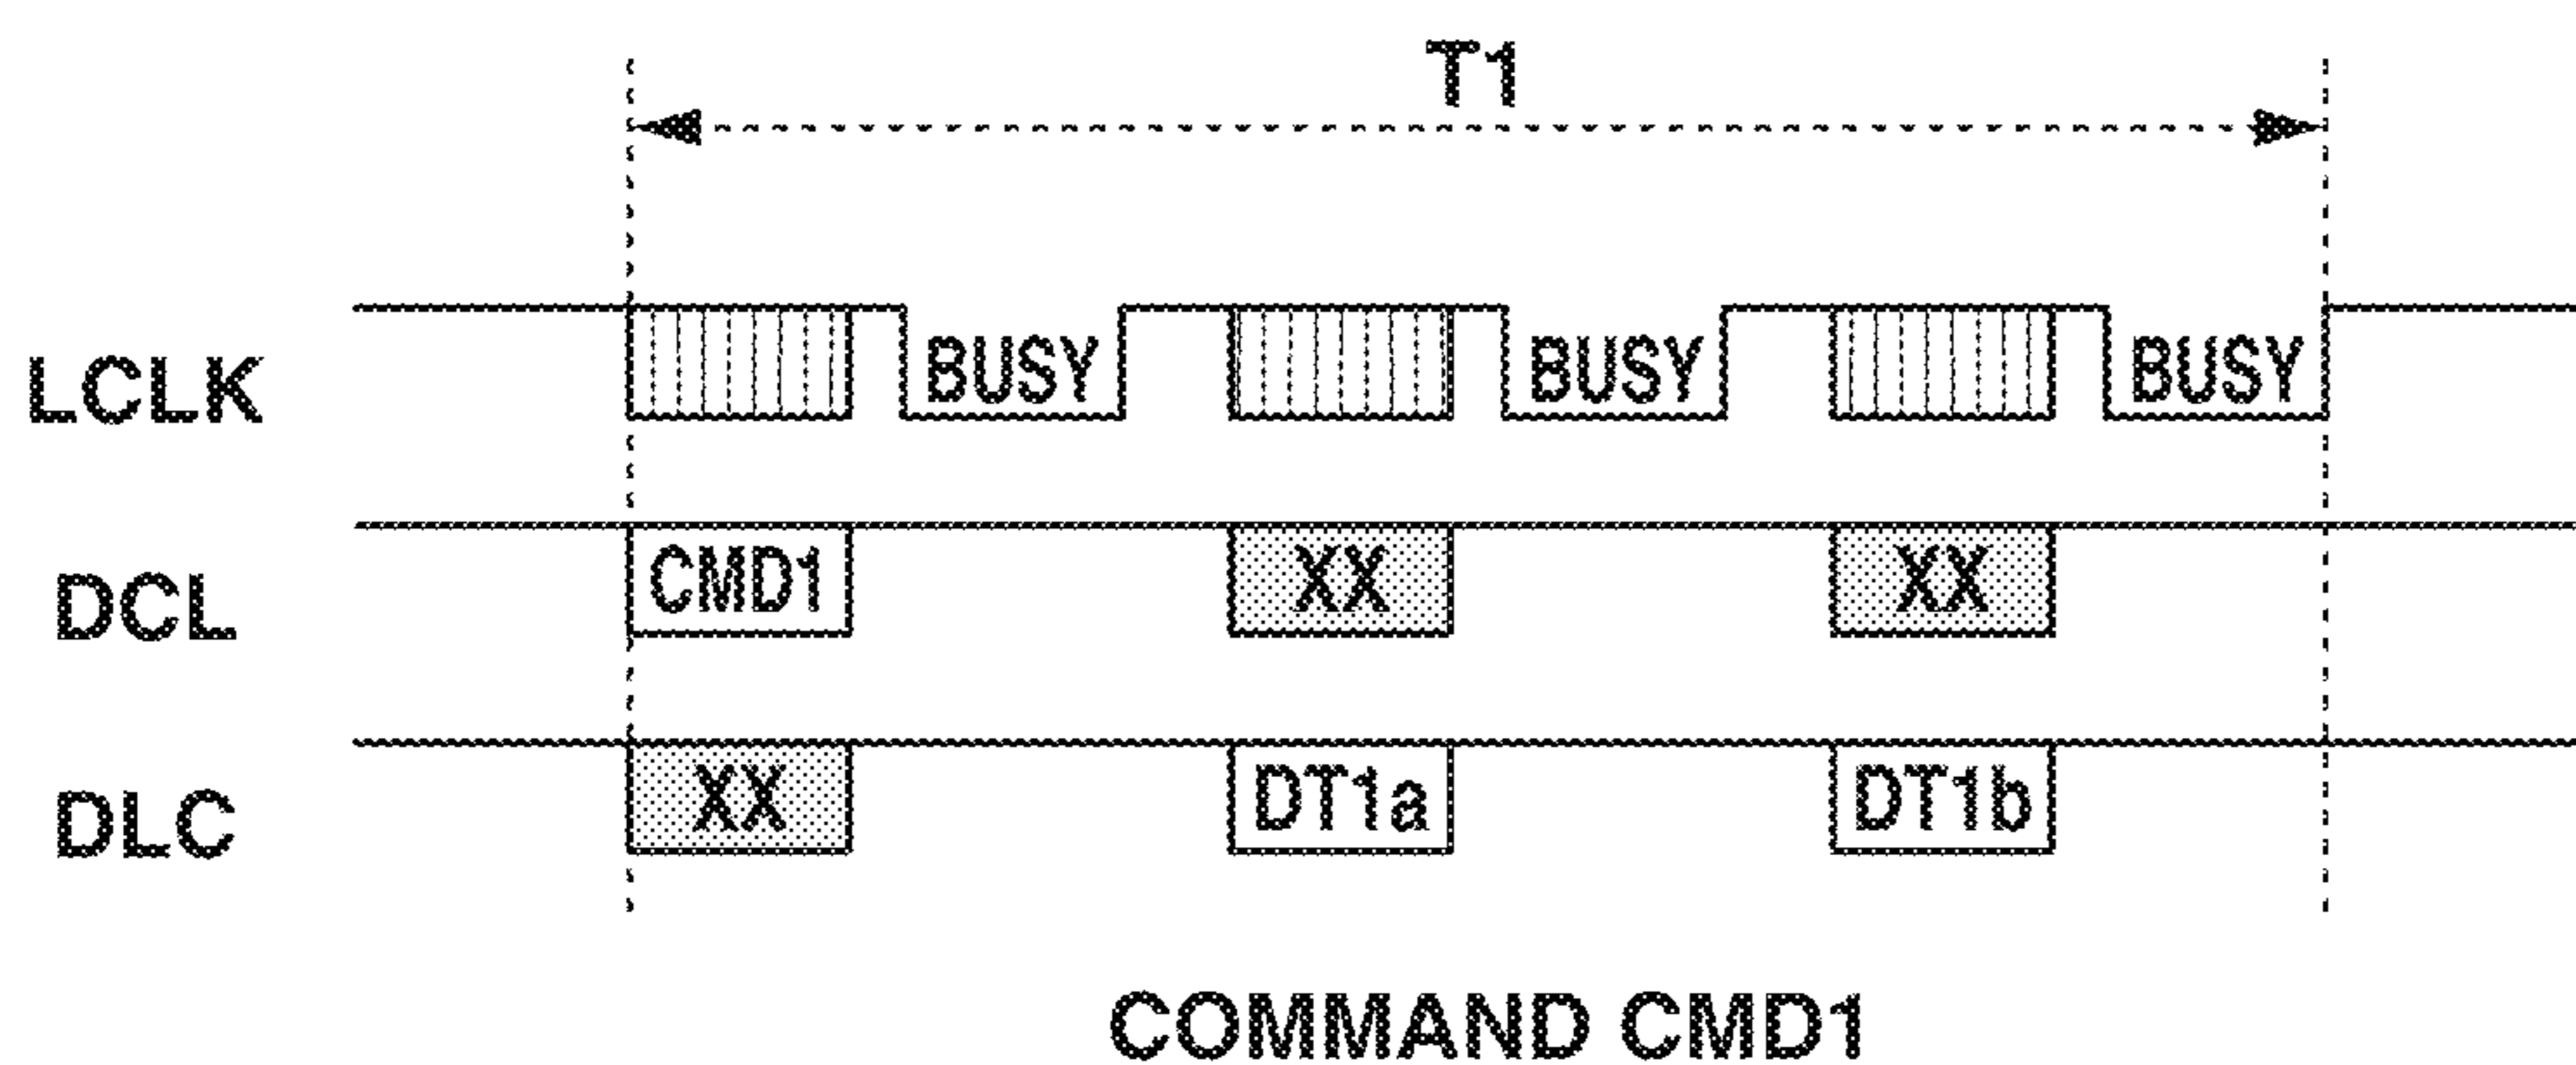 T1
LCLK BUSY BUSY BUSY
DCL CMD1 XX XX
DLC XX DT1a DT1b
COMMAND CMD1